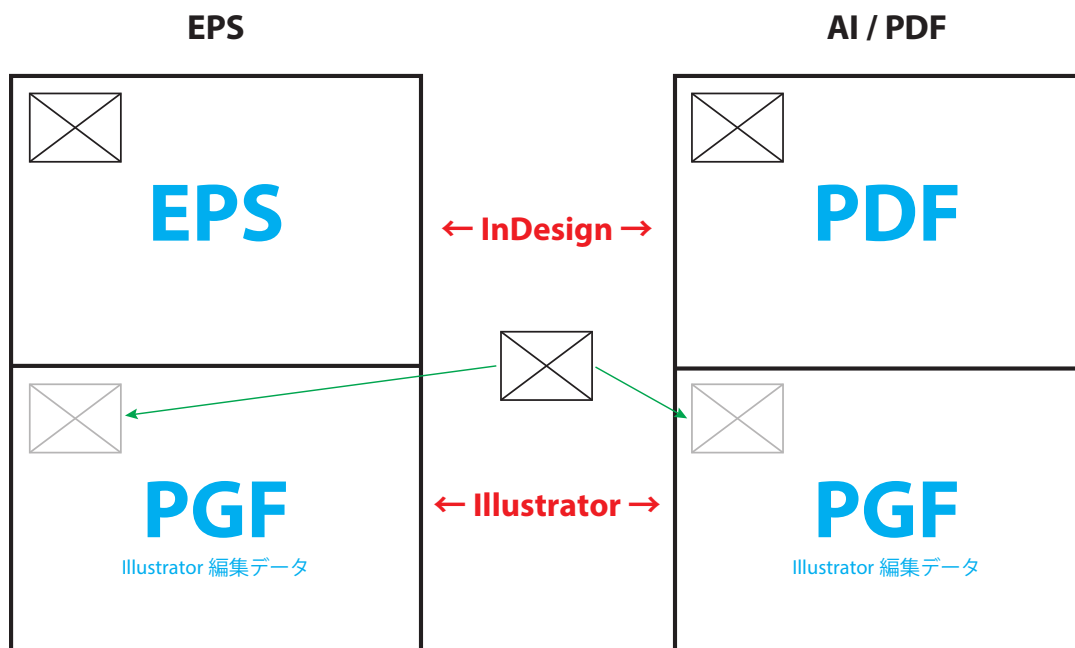 EPS
AI / PDF
EPS
← InDesign →
PDF
PGF
Illustrator 編集データ
← Illustrator →
PGF
Illustrator 編集データ